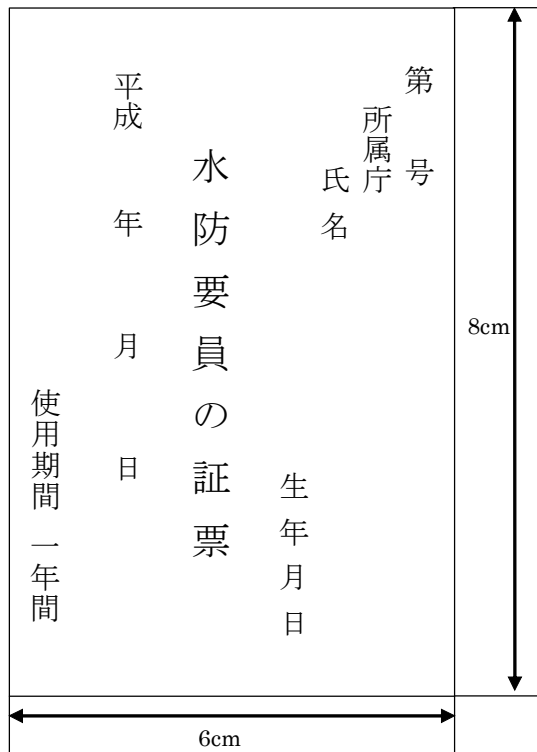 第　号
所属庁
氏名
生年月日
水防要員の証票
平成　年　月　日
使用期間　一年間
8cm
6cm